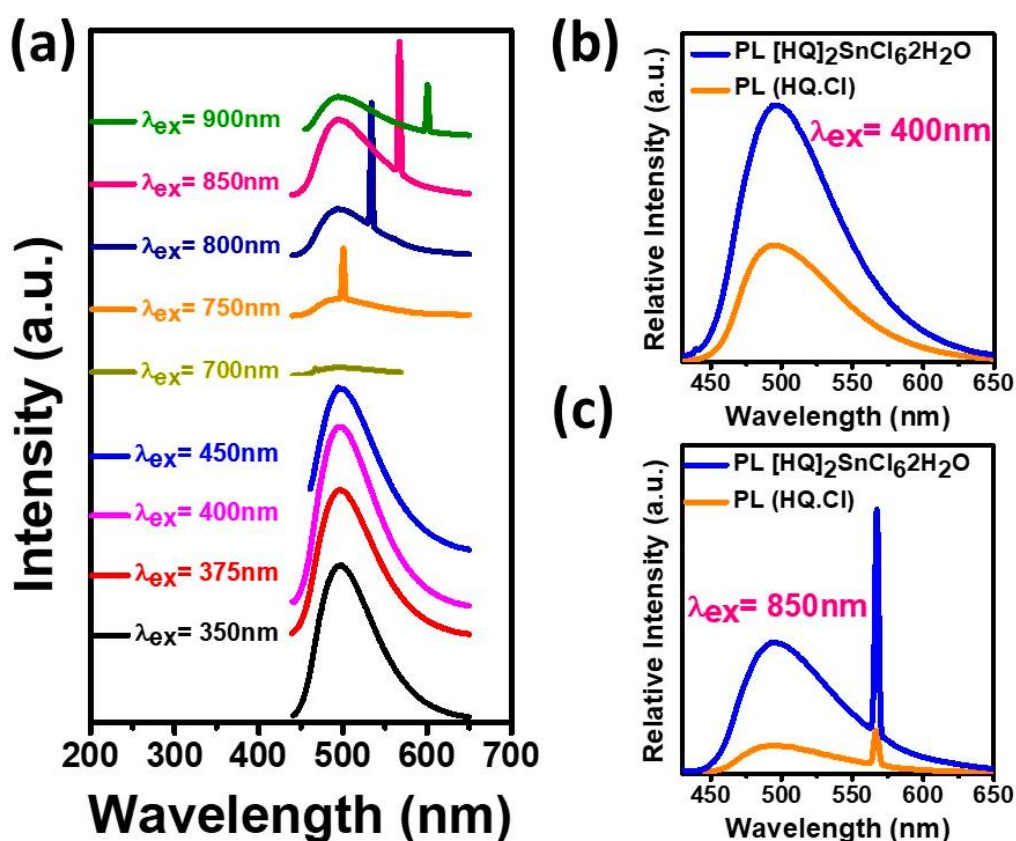 (a)
λex= 900nm
λex= 850nm
λex= 800nm
λex= 750nm
λex= 700nm
λex= 450nm
λex= 400nm
λex= 375nm
λex= 350nm
Intensity (a.u.)
200 300 400 500 600 700
Wavelength (nm)
(b)
PL [HQ]₂SnCl₆2H₂O
PL (HQ.Cl)
λex= 400nm
Relative Intensity (a.u.)
450 500 550 600 650
Wavelength (nm)
(c)
PL [HQ]₂SnCl₆2H₂O
PL (HQ.Cl)
λex= 850nm
Relative Intensity (a.u.)
450 500 550 600 650
Wavelength (nm)